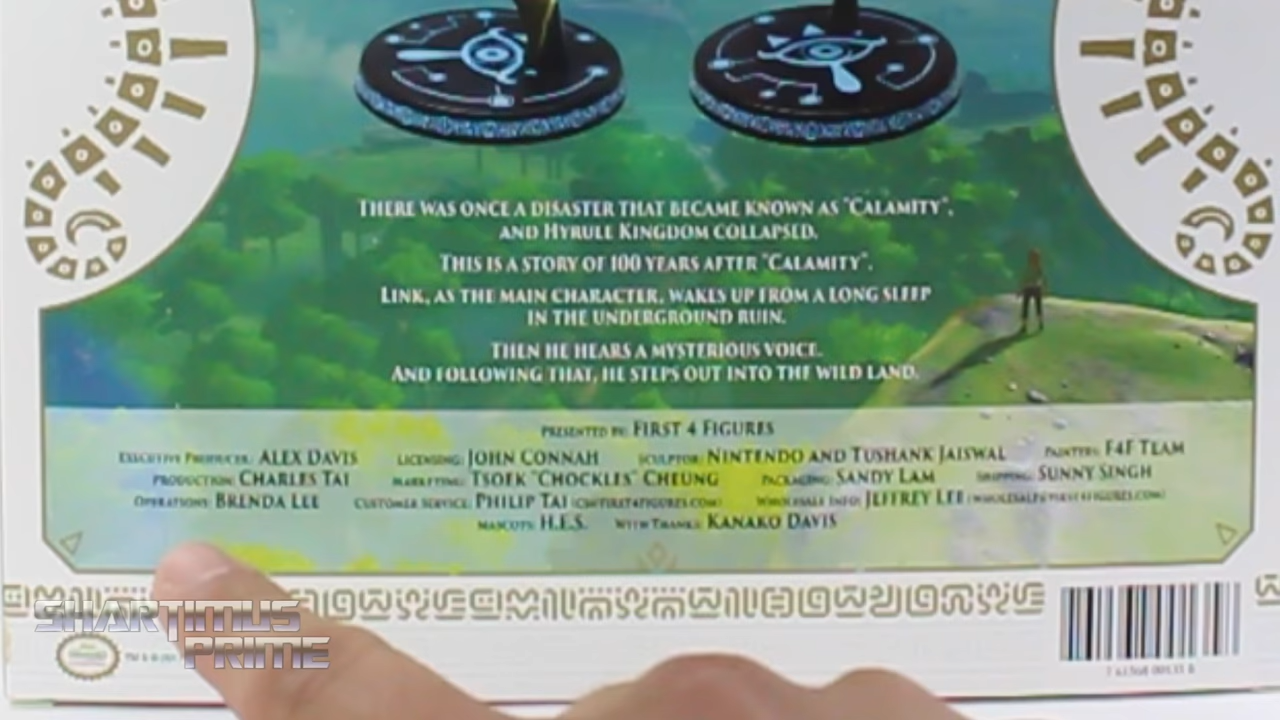 THERE WAS ONCE A DISASTER THAT BECAME KNOWN AS "CALAMITY",
AND HYRULE KINGDOM COLLAPSED.
THIS IS A STORY OF 100 YEARS AFTER "CALAMITY".
LINK, AS THE MAIN CHARACTER, WAKES UP FROM A LONG SLEEP
IN THE UNDERGROUND RUIN.
THEN HE HEARS A MYSTERIOUS VOICE.
AND FOLLOWING THAT, HE STEPS OUT INTO THE WILD LAND.
PRESENTED BY: FIRST 4 FIGURES
EXECUTIVE PRODUCER: ALEX DAVIS LICENSING: JOHN CONNAH SCULPTOR: NINTENDO AND TUSHANK JAISWAL PAINTERS: F4F TEAM
PRODUCTION: CHARLES TAI MARKETING: TSOEK "CHOCKLES" CHEUNG PACKAGING: SANDY LAM SHIPPING: SUNNY SINGH
OPERATIONS: BRENDA LEE CUSTOMER SERVICE: PHILIP TAI WHOLESALE INFO: JEFFREY LEE
MASCOTS: H.E.S. WITH THANKS: KANAKO DAVIS
SHARTIMUS
PRIME